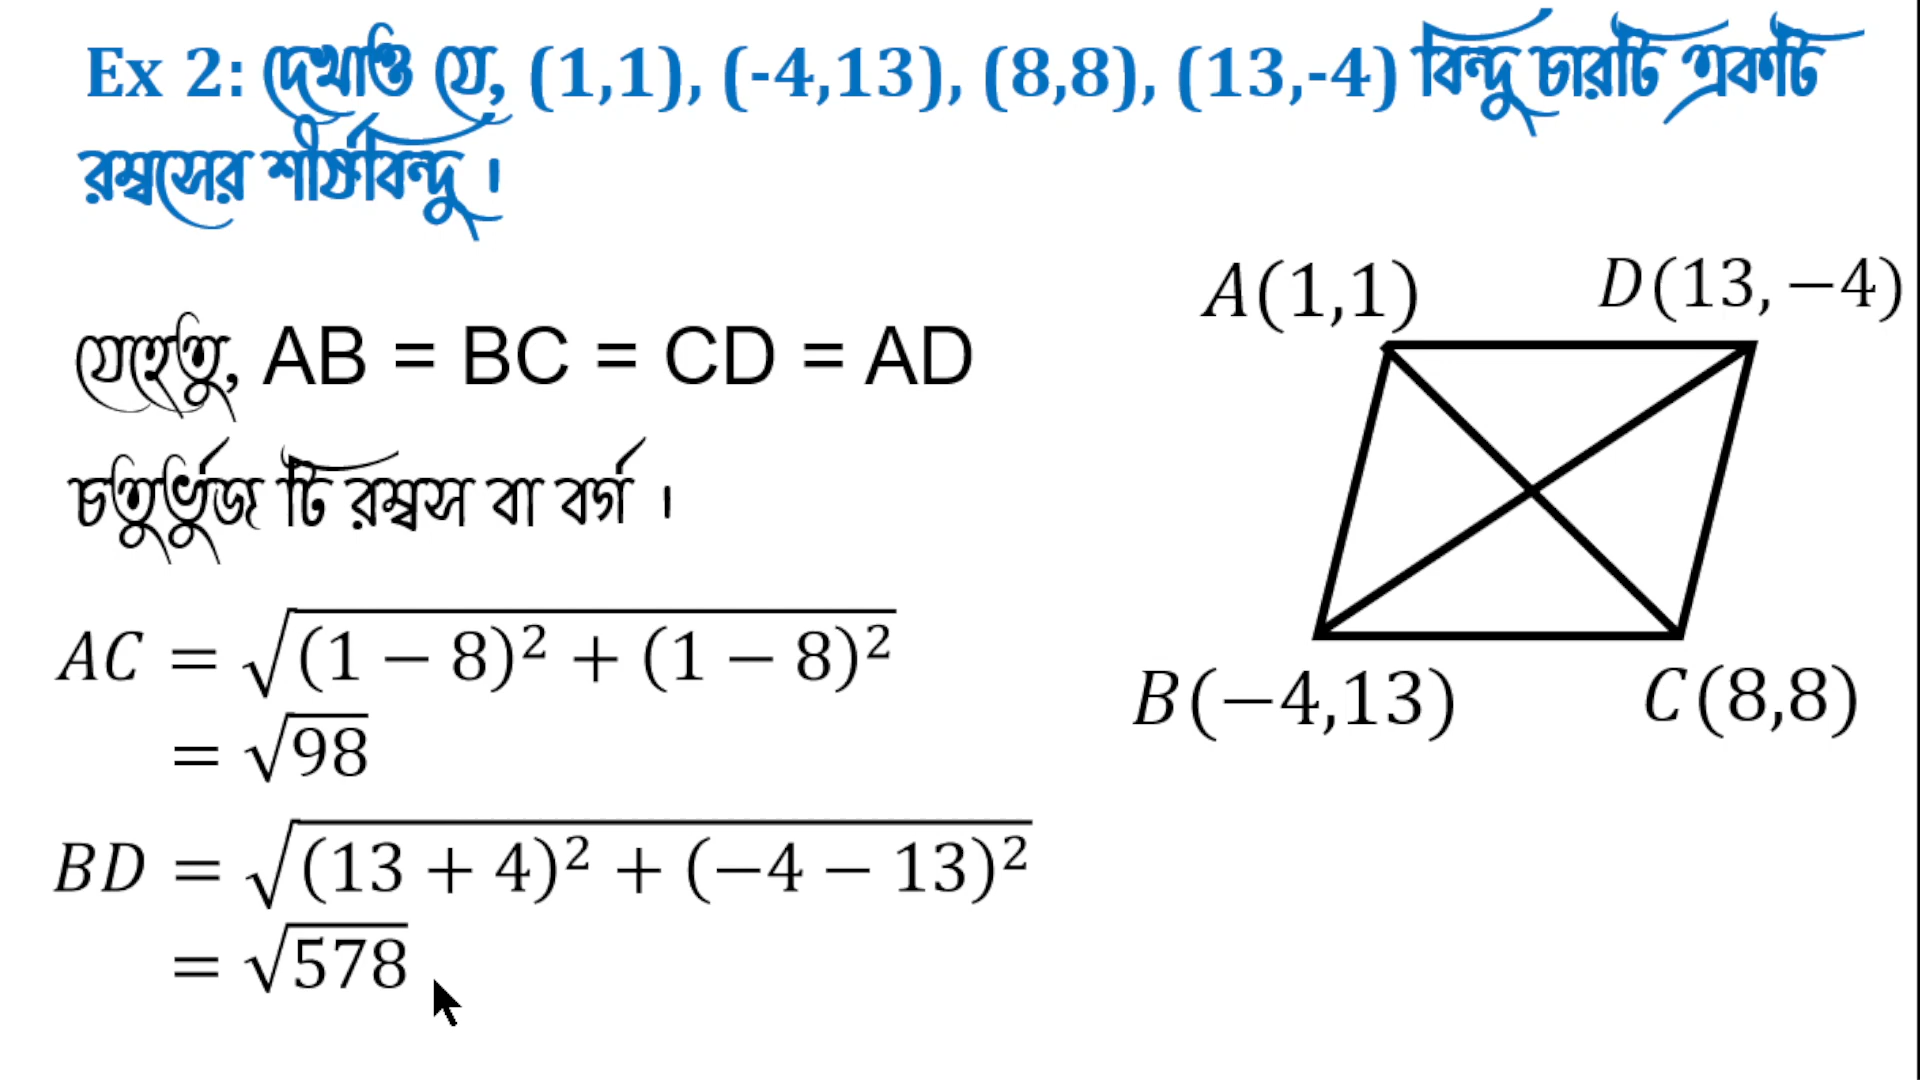 Ex 2: দেখাও যে, (1,1), (-4,13), (8,8), (13,-4) বিন্দু চারটি একটি
রম্বসের শীর্ষবিন্দু ।
A(1,1)
D(13, −4)
যেহেতু, AB = BC = CD = AD
চতুর্ভুজ টি রম্বস বা বর্গ ।
AC = √(1 − 8)² + (1 − 8)²
B(−4,13)
C(8,8)
= √98
BD = √(13 + 4)² + (−4 − 13)²
= √578